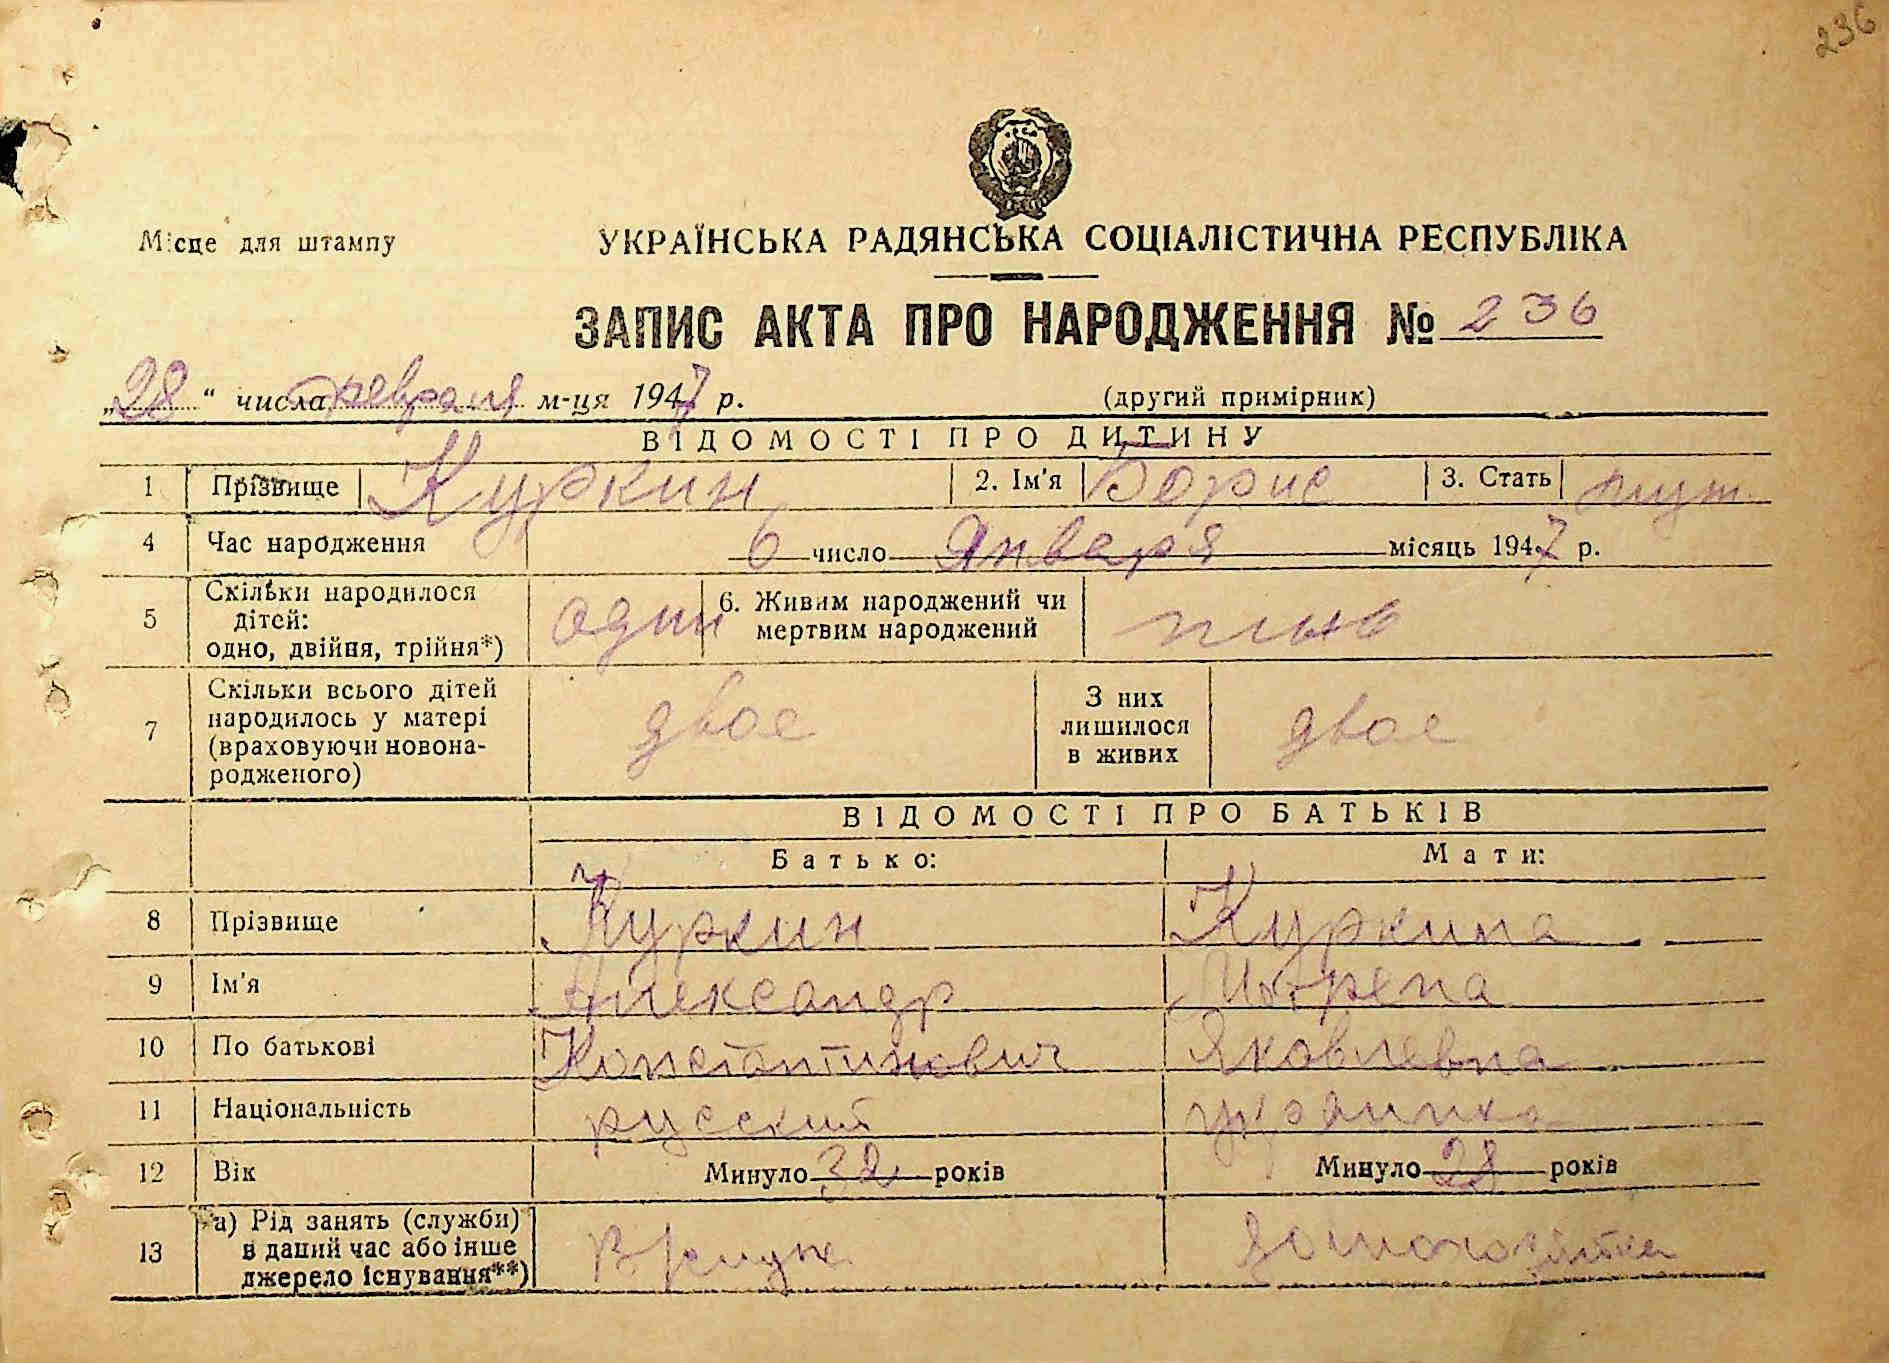 236
Місце для штампу
УКРАЇНСЬКА РАДЯНСЬКА СОЦІАЛІСТИЧНА РЕСПУБЛІКА
ЗАПИС АКТА ПРО НАРОДЖЕННЯ № 236
„28“ числа февраля м-ця 1947 р. (другий примірник)
ВІДОМОСТІ ПРО ДИТИНУ
1 Прізвище Куркин 2. Ім'я Борис 3. Стать муж.
4 Час народження 6 число Января місяць 1947 р.
5 Скільки народилося дітей: одно, двійня, трійня*) один 6. Живим народжений чи мертвим народжений
7 Скільки всього дітей народилось у матері (враховуючи новонародженого) двое З них лишилося в живих двое
ВІДОМОСТІ ПРО БАТЬКІВ
Батько: Мати:
8 Прізвище Куркин Куркина
9 Ім'я Александр
10 По батькові Константинович Яковлевна
11 Національність русский украинка
12 Вік Минуло 32 років Минуло 28 років
13 а) Рід занять (служби) в даний час або інше джерело існування**) домохозяйка